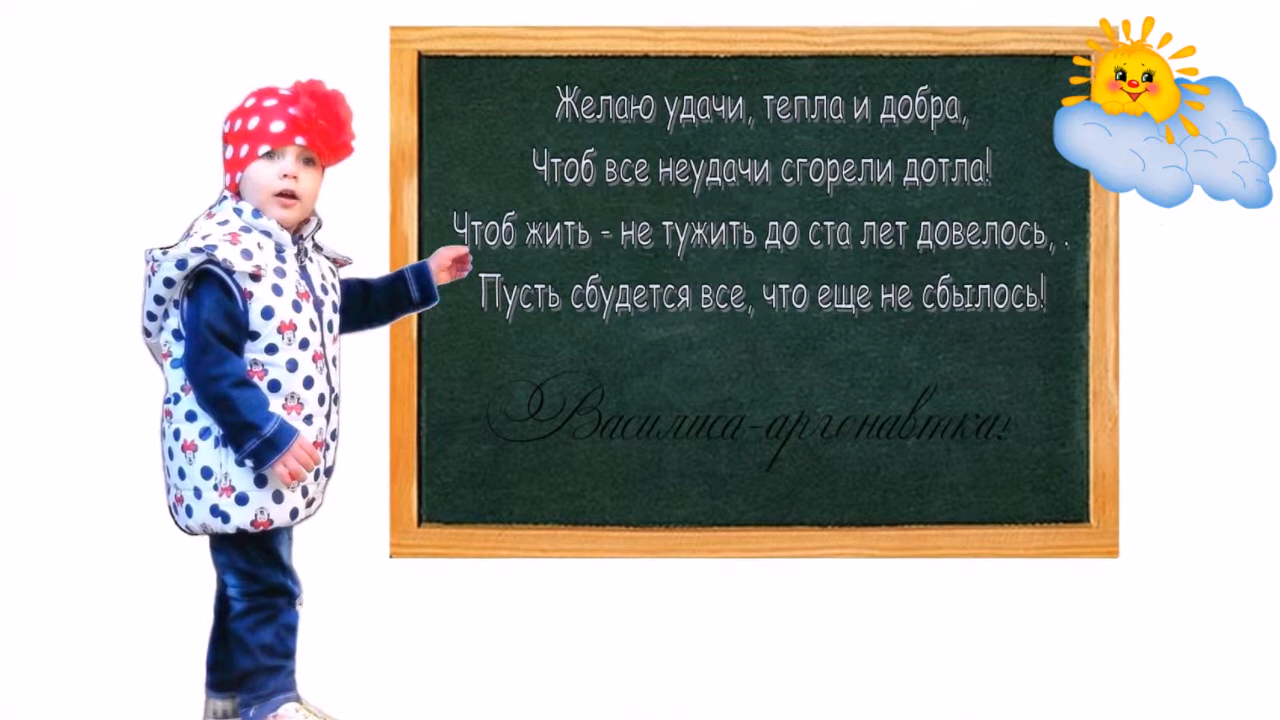 Желаю удачи, тепла и добра,
Чтоб все неудачи сгорели дотла!
Чтоб жить - не тужить до ста лет довелось, .
Пусть сбудется все, что еще не сбылось!
Василиса-аргонавтка!